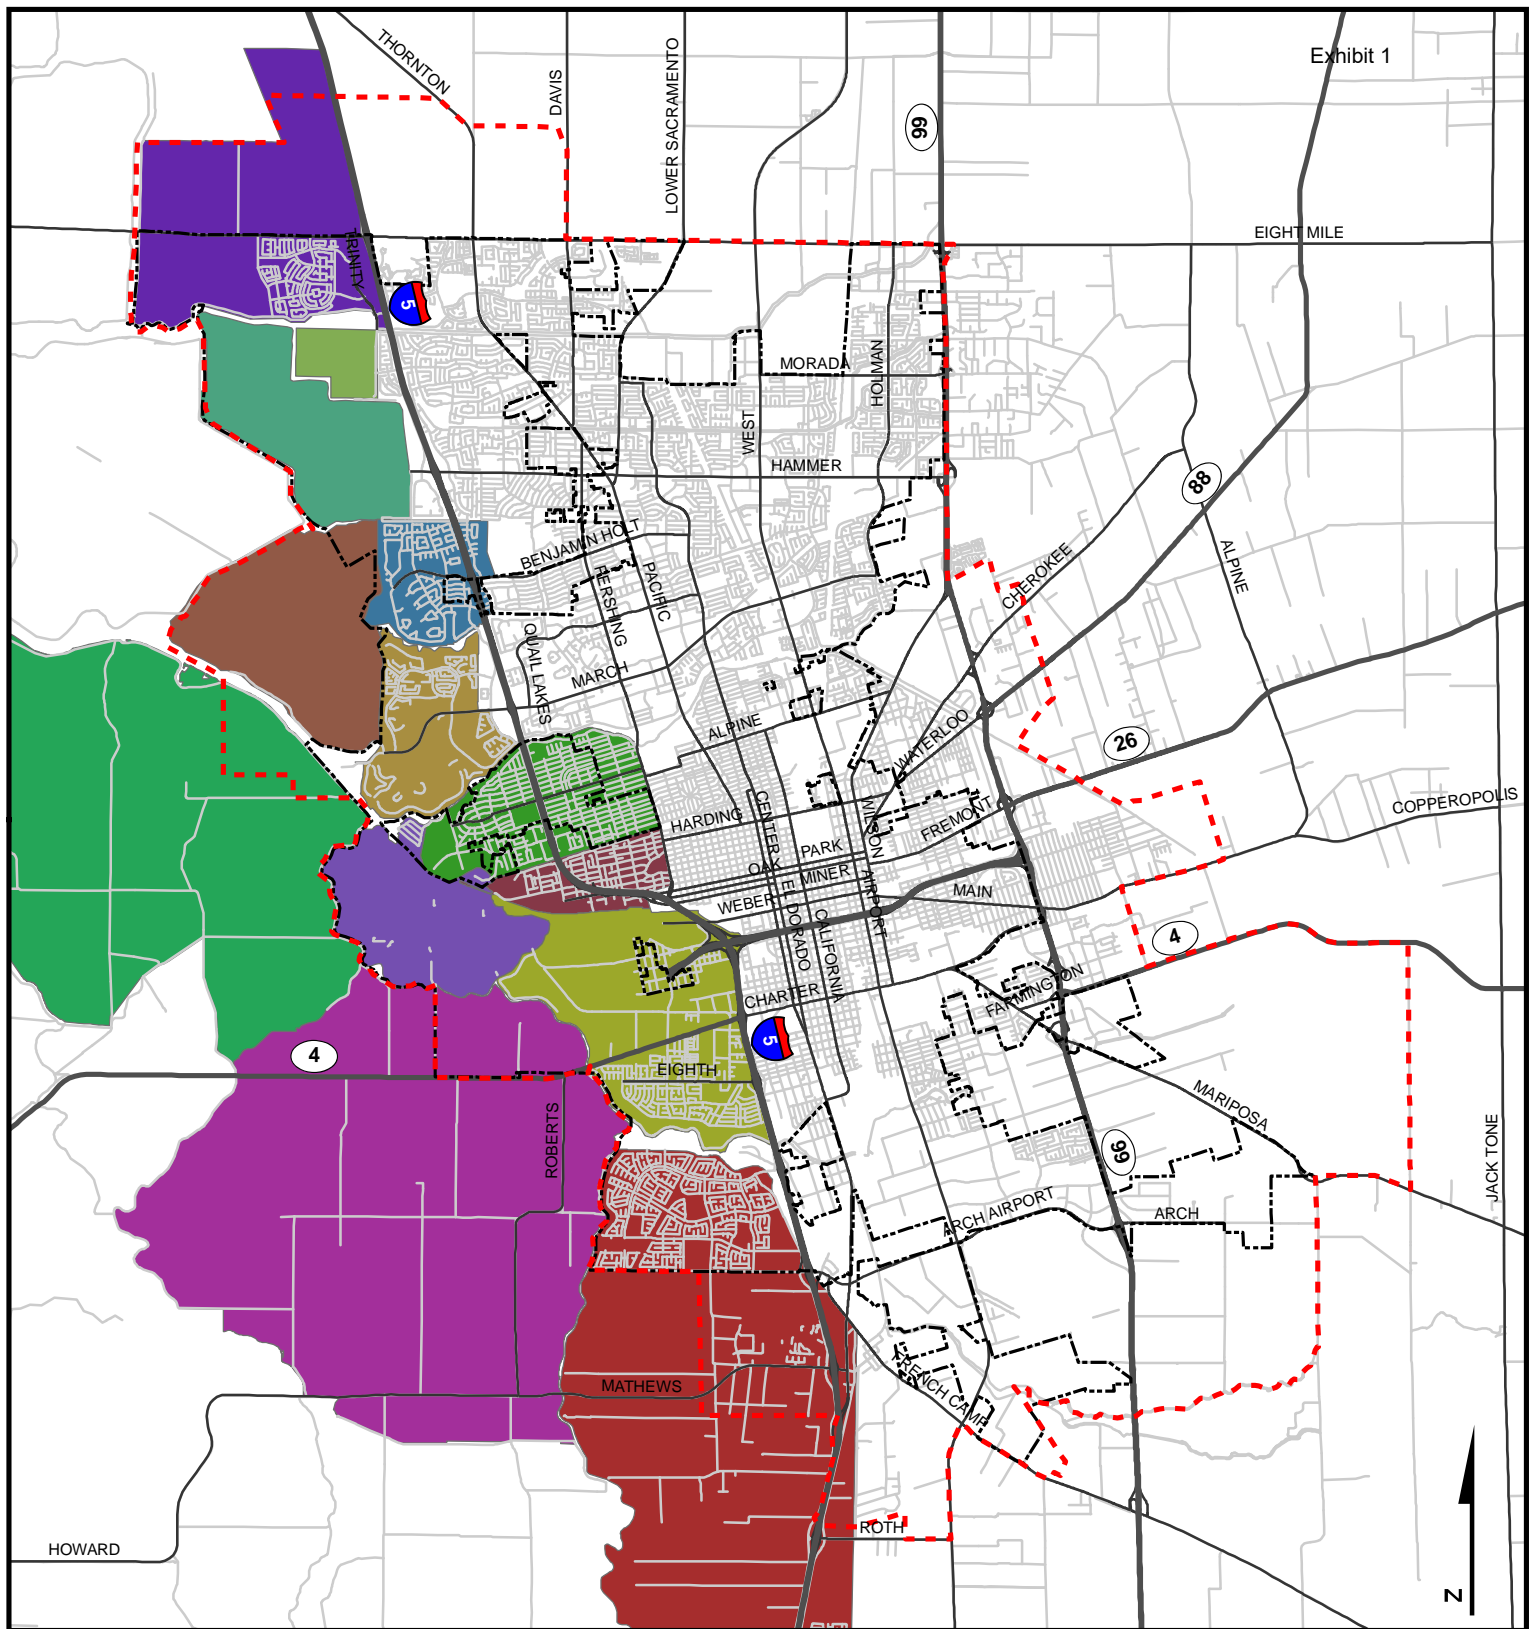 Exhibit 1
THORNTON
DAVIS
LOWER SACRAMENTO
99
EIGHT MILE
TRINITY
5
MORADA
HOLMAN
WEST
HAMMER
88
BENJAMIN HOLT
CHEROKEE
ALPINE
PERSHING
PACIFIC
QUAIL LAKES
MARCH
ALPINE
WATERLOO
26
COPPEROPOLIS
CENTER
HARDING
WILSON
FREMONT
PARK
OAK
MINER
WEBER
MAIN
EL DORADO
CALIFORNIA
AIRPORT
4
FARMINGTON
CHARTER
5
4
EIGHTH
MARIPOSA
ROBERTS
99
JACK TONE
ARCH AIRPORT
ARCH
MATHEWS
FRENCH CAMP
ROTH
HOWARD
N